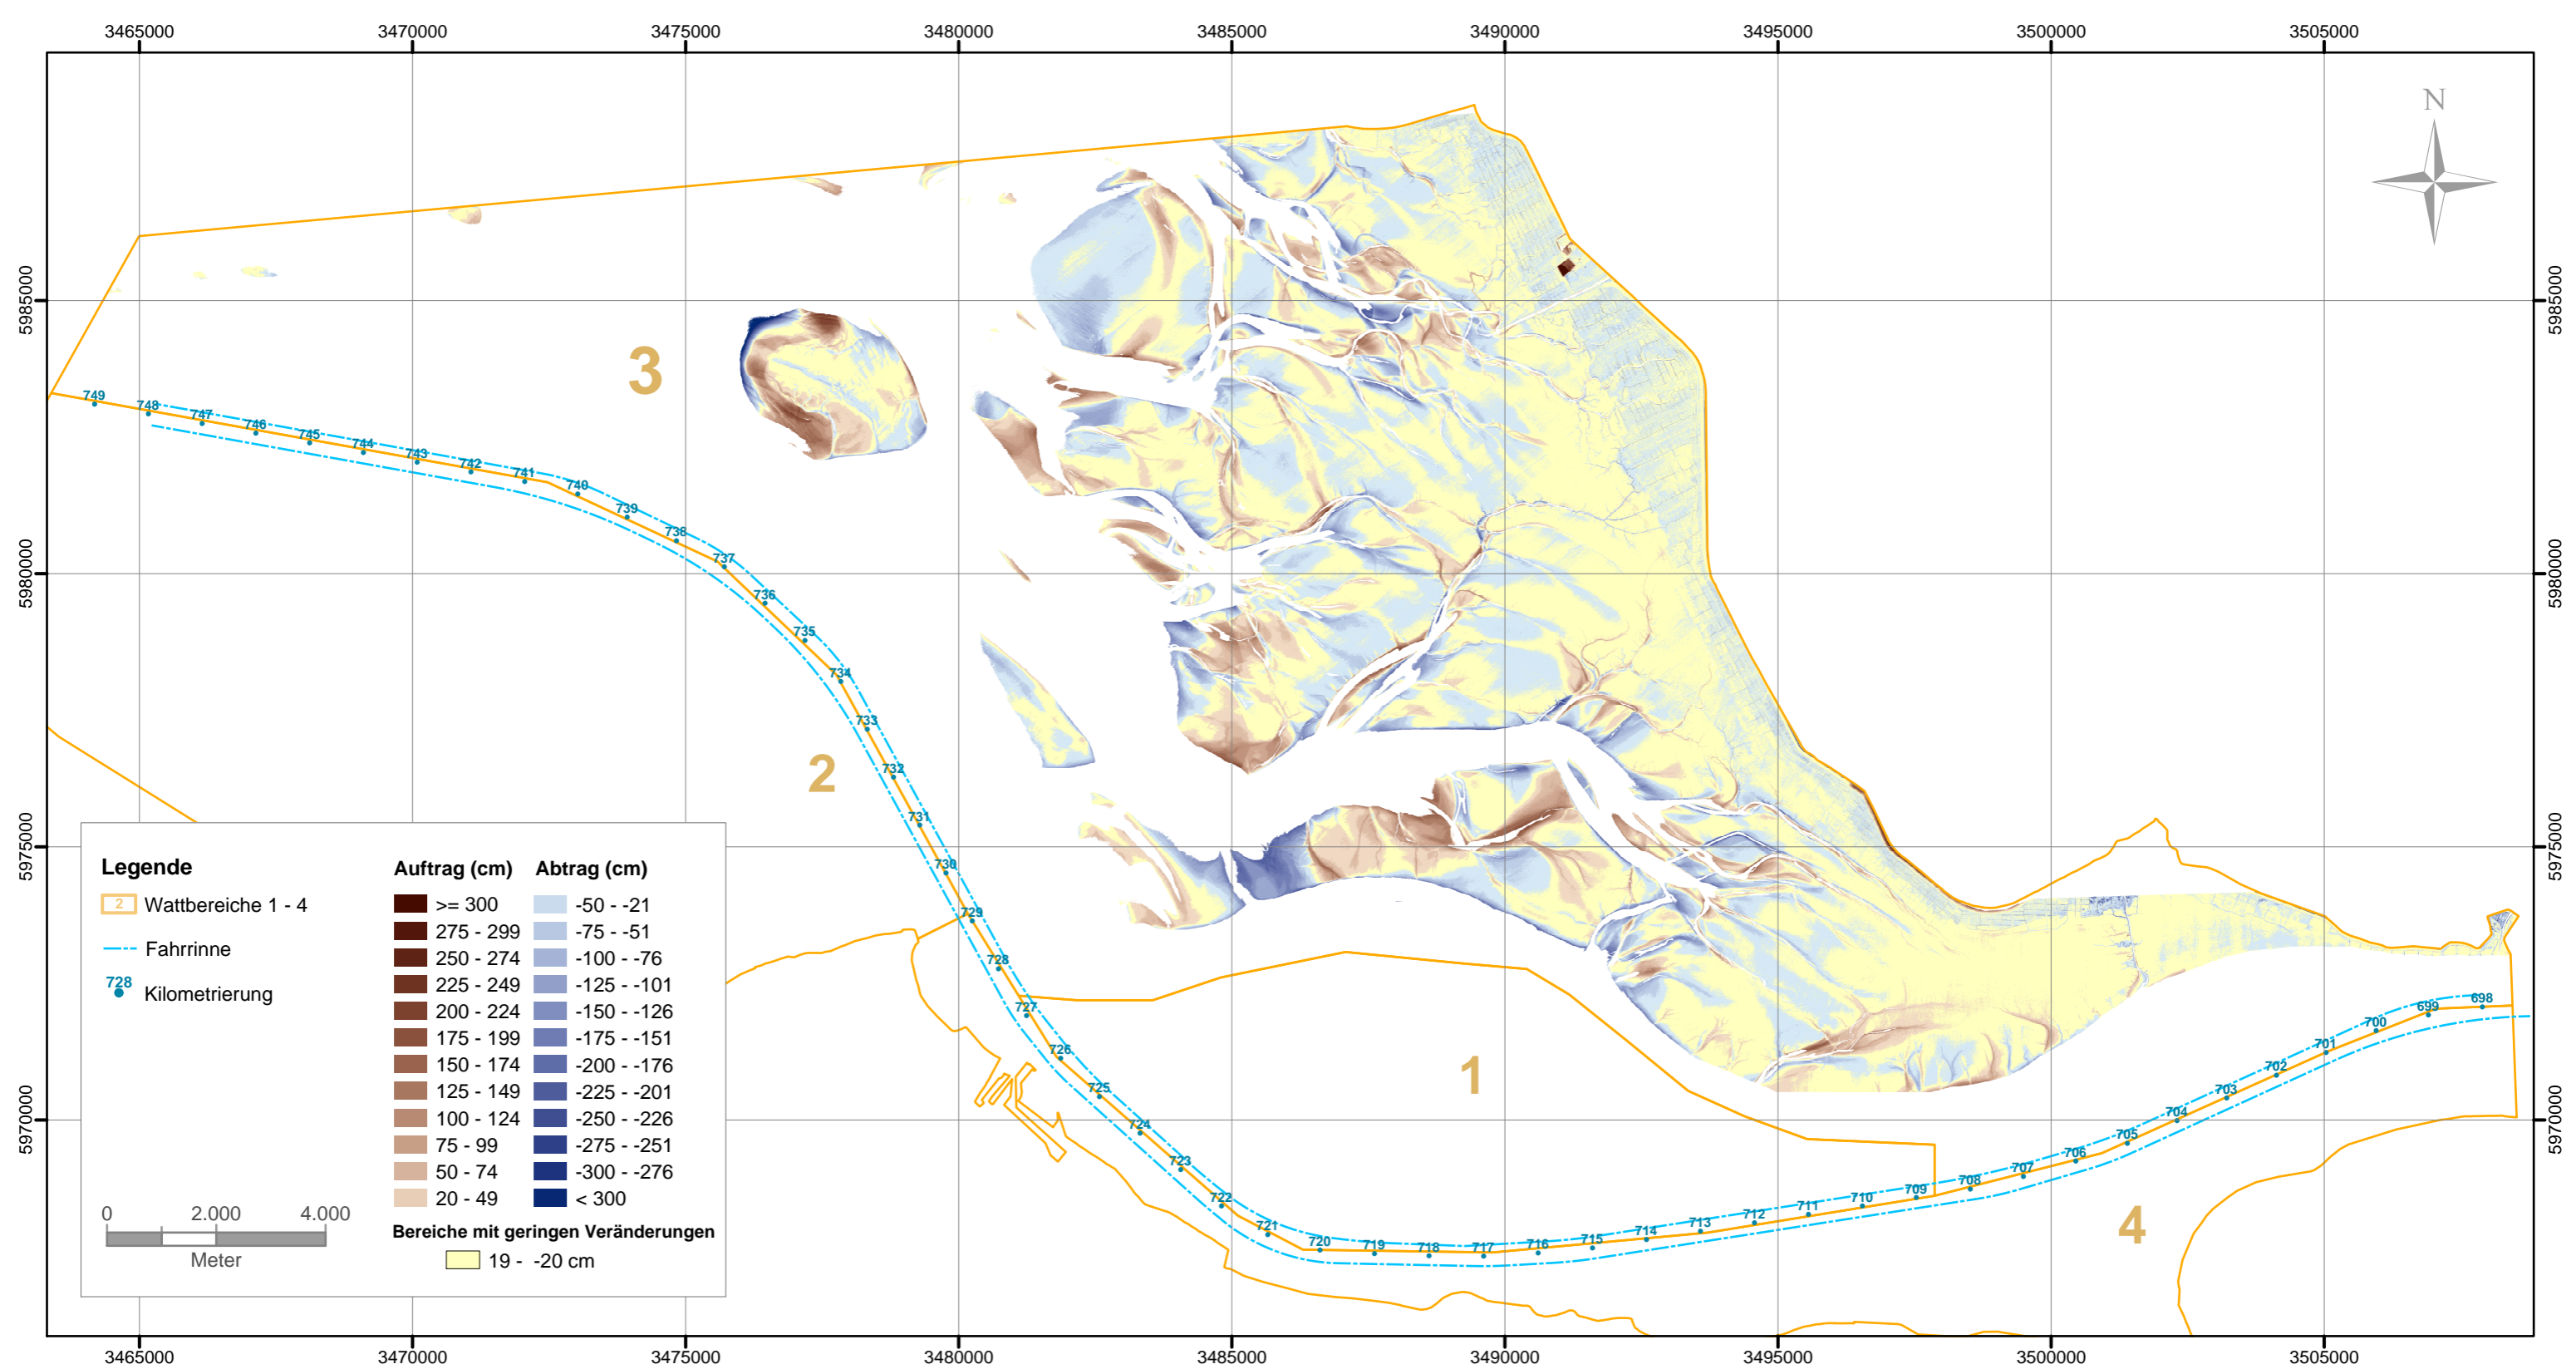 3465000 3470000 3475000 3480000 3485000 3490000 3495000 3500000 3505000
N
5985000 5985000
3
749 748 747 746 745 744 743 742 741 740 739 738 737 736 735 734 733 732 731 730 729 728 727 726 725 724 723 722 721 720 719 718 717 716 715 714 713 712 711 710 709 708 707 706 705 704 703 702 701 700 699 698
5980000 5980000
2
5975000 5975000
1
5970000 5970000
4
Legende
2 Wattbereiche 1 - 4
Fahrrinne
728 Kilometrierung
0 2.000 4.000
Meter
Auftrag (cm) Abtrag (cm)
>= 300 -50 - -21
275 - 299 -75 - -51
250 - 274 -100 - -76
225 - 249 -125 - -101
200 - 224 -150 - -126
175 - 199 -175 - -151
150 - 174 -200 - -176
125 - 149 -225 - -201
100 - 124 -250 - -226
75 - 99 -275 - -251
50 - 74 -300 - -276
20 - 49 < 300
Bereiche mit geringen Veränderungen
19 - -20 cm
3465000 3470000 3475000 3480000 3485000 3490000 3495000 3500000 3505000